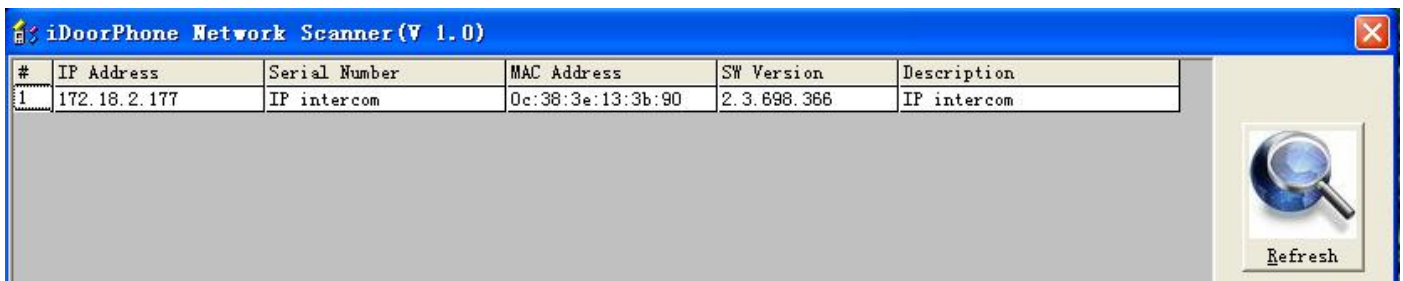 iDoorPhone Network Scanner(V 1.0)
# IP Address Serial Number MAC Address SW Version Description
1 172.18.2.177 IP intercom 0c:38:3e:13:3b:90 2.3.698.366 IP intercom
Refresh